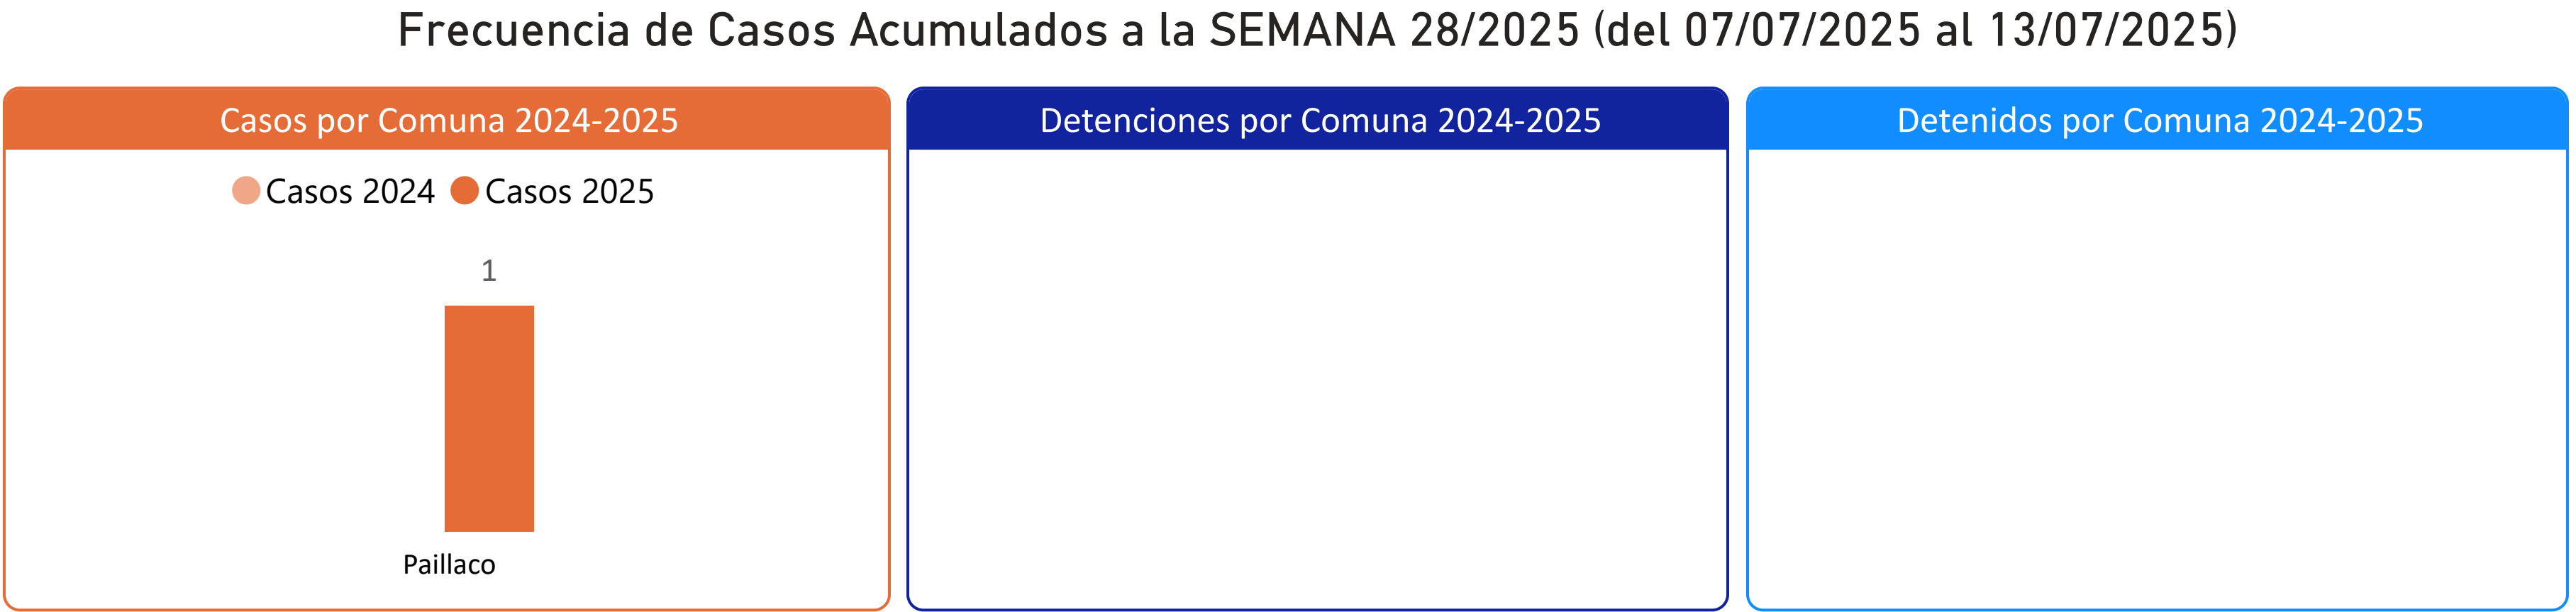 Frecuencia de Casos Acumulados a la SEMANA 28/2025 (del 07/07/2025 al 13/07/2025)
Casos por Comuna 2024-2025
Casos 2024 Casos 2025
1
Paillaco
Detenciones por Comuna 2024-2025
Detenidos por Comuna 2024-2025